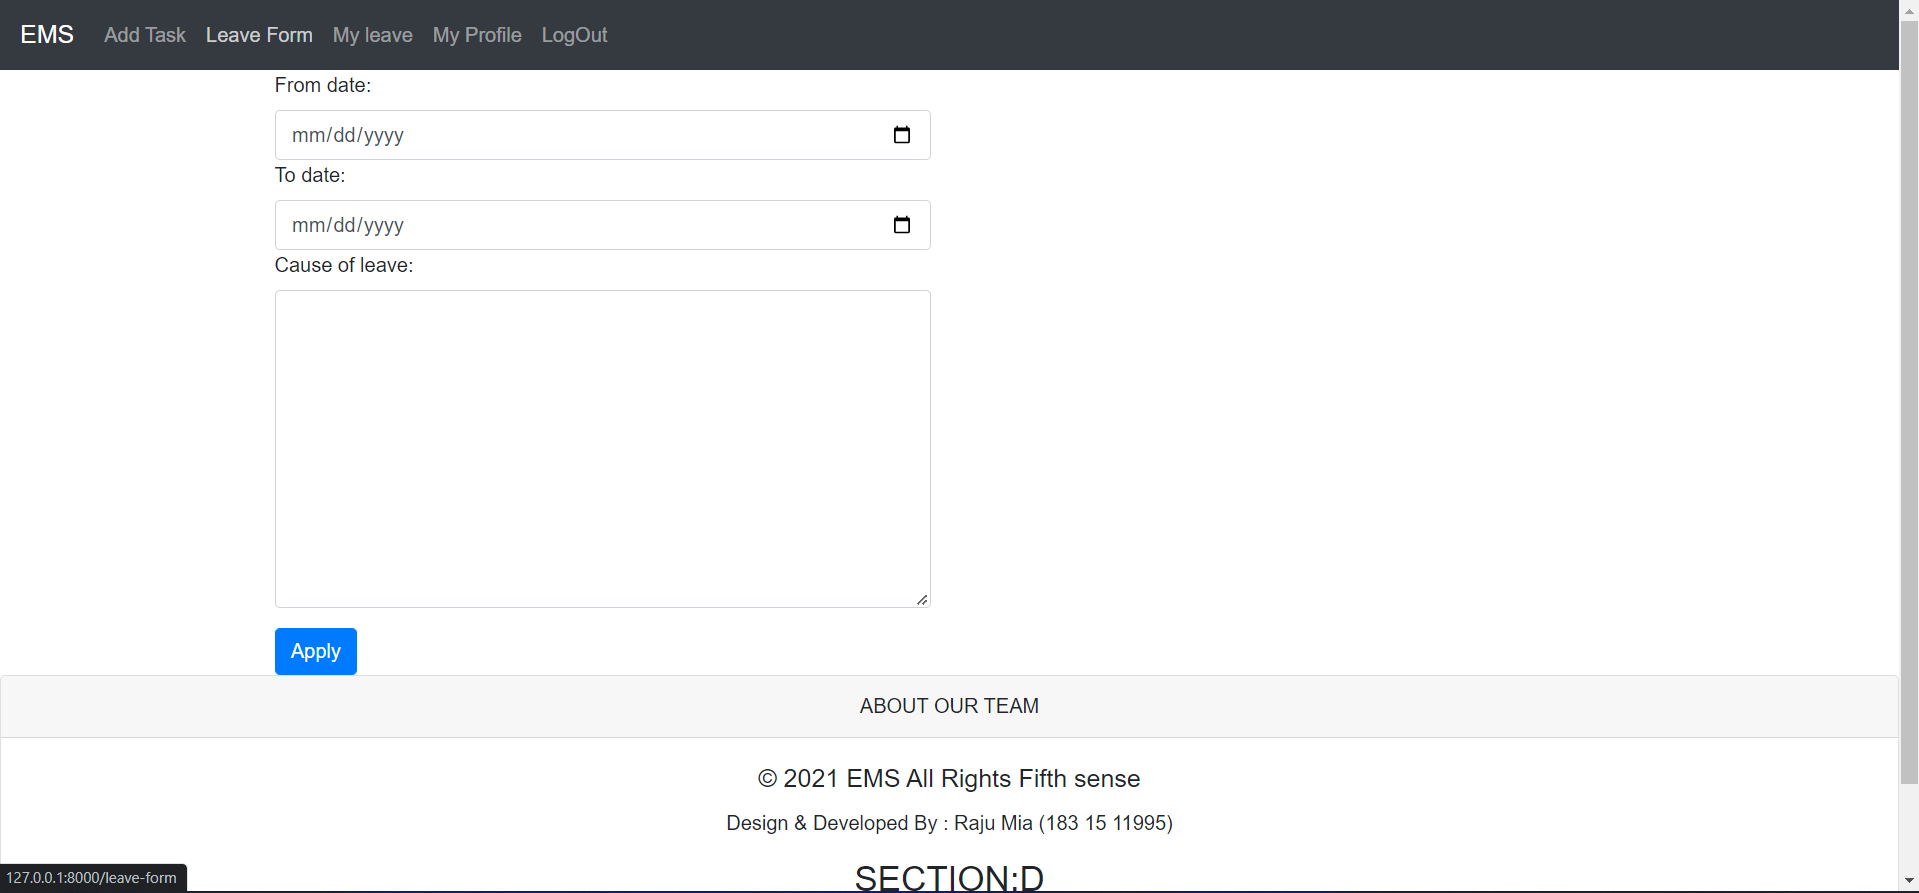 EMS Add Task Leave Form My leave My Profile LogOut
From date:
mm/dd/yyyy
To date:
mm/dd/yyyy
Cause of leave:
Apply
ABOUT OUR TEAM
© 2021 EMS All Rights Fifth sense
Design & Developed By : Raju Mia (183 15 11995)
SECTION:D
127.0.0.1:8000/leave-form